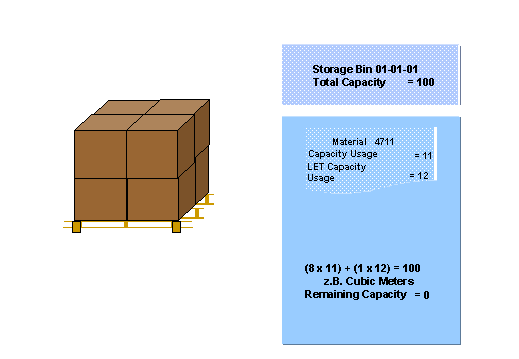 Storage Bin 01-01-01
Total Capacity = 100
Material 4711
Capacity Usage = 11
LET Capacity
Usage = 12
(8 x 11) + (1 x 12) = 100
z.B. Cubic Meters
Remaining Capacity = 0